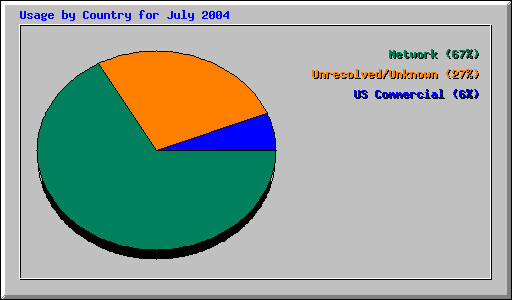 Usage by Country for July 2004
Network (67%)
Unresolved/Unknown (27%)
US Commercial (6%)